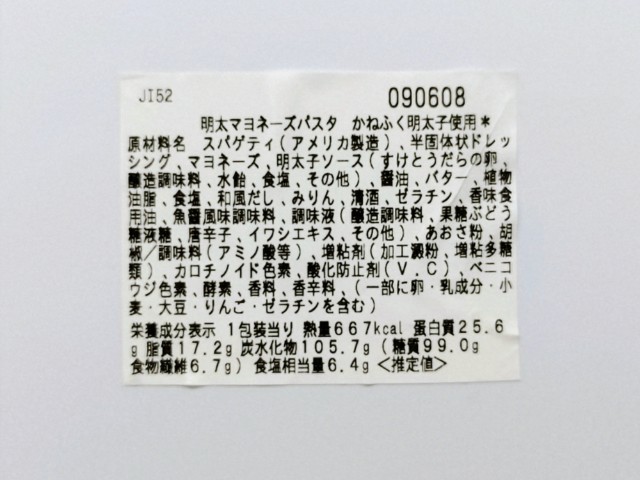 JI52 090608
明太マヨネーズパスタ かねふく明太子使用*
原材料名 スパゲティ(アメリカ製造)、半固体状ドレッ
シング、マヨネーズ、明太子ソース(すけとうだらの卵、
醸造調味料、水飴、食塩、その他)、醤油、バター、植物
油脂、食塩、和風だし、みりん、清酒、ゼラチン、香味食
用油、魚醤風味調味料、調味液(醸造調味料、果糖ぶどう
糖液糖、唐辛子、イワシエキス、その他)、あおさ粉、胡
椒/調味料(アミノ酸等)、増粘剤(加工澱粉、増粘多糖
類)、カロチノイド色素、酸化防止剤(V.C)、ベニコ
ウジ色素、酵素、香料、香辛料、(一部に卵・乳成分・小
麦・大豆・りんご・ゼラチンを含む)
栄養成分表示 1包装当り 熱量667kcal 蛋白質25.6
g 脂質17.2g 炭水化物105.7g(糖質99.0g
食物繊維6.7g) 食塩相当量6.4g <推定値>